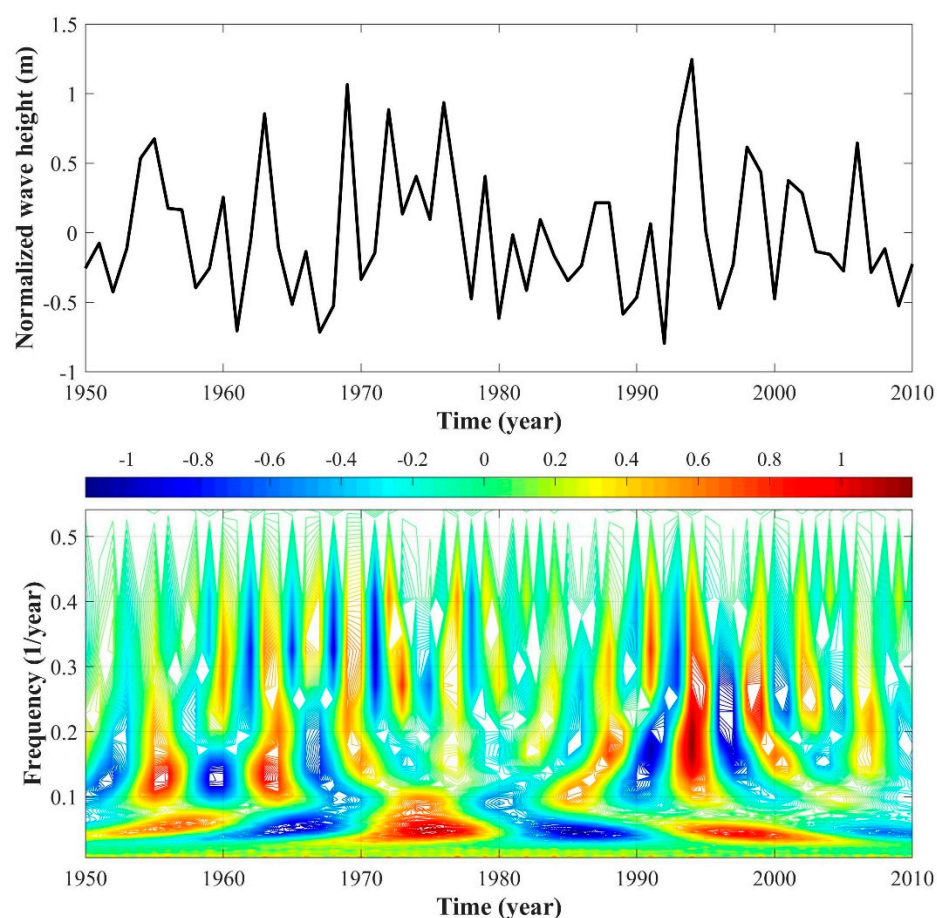 Normalized wave height (m)
1.5
1
0.5
0
-0.5
-1
1950 1960 1970 1980 1990 2000 2010
Time (year)
-1 -0.8 -0.6 -0.4 -0.2 0 0.2 0.4 0.6 0.8 1
Frequency (1/year)
0.5
0.4
0.3
0.2
0.1
1950 1960 1970 1980 1990 2000 2010
Time (year)